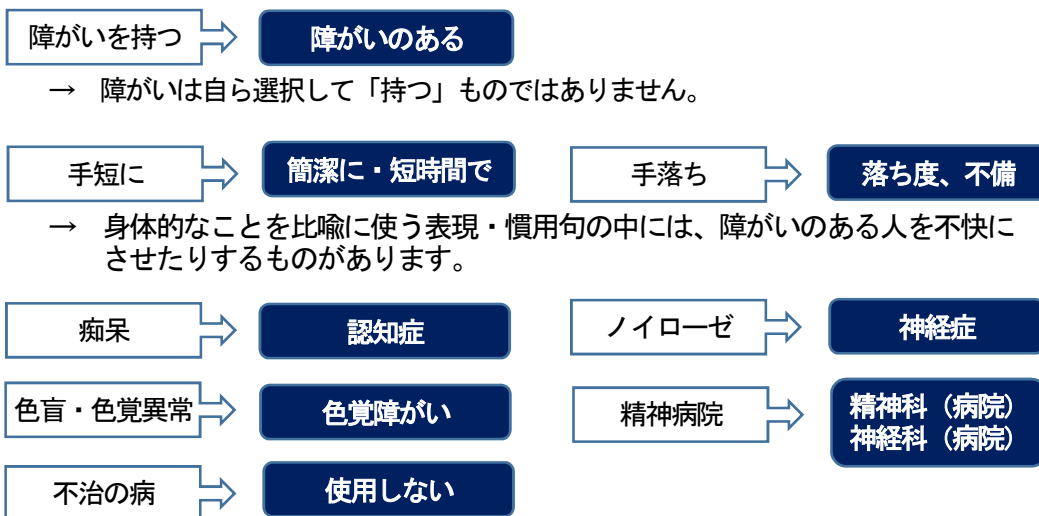 障がいを持つ 障がいのある
→ 障がいは自ら選択して「持つ」ものではありません。
手短に 簡潔に・短時間で 手落ち 落ち度、不備
→ 身体的なことを比喩に使う表現・慣用句の中には、障がいのある人を不快に
させたりするものがあります。
痴呆 認知症 ノイローゼ 神経症
色盲・色覚異常 色覚障がい 精神病院 精神科（病院）
神経科（病院）
不治の病 使用しない